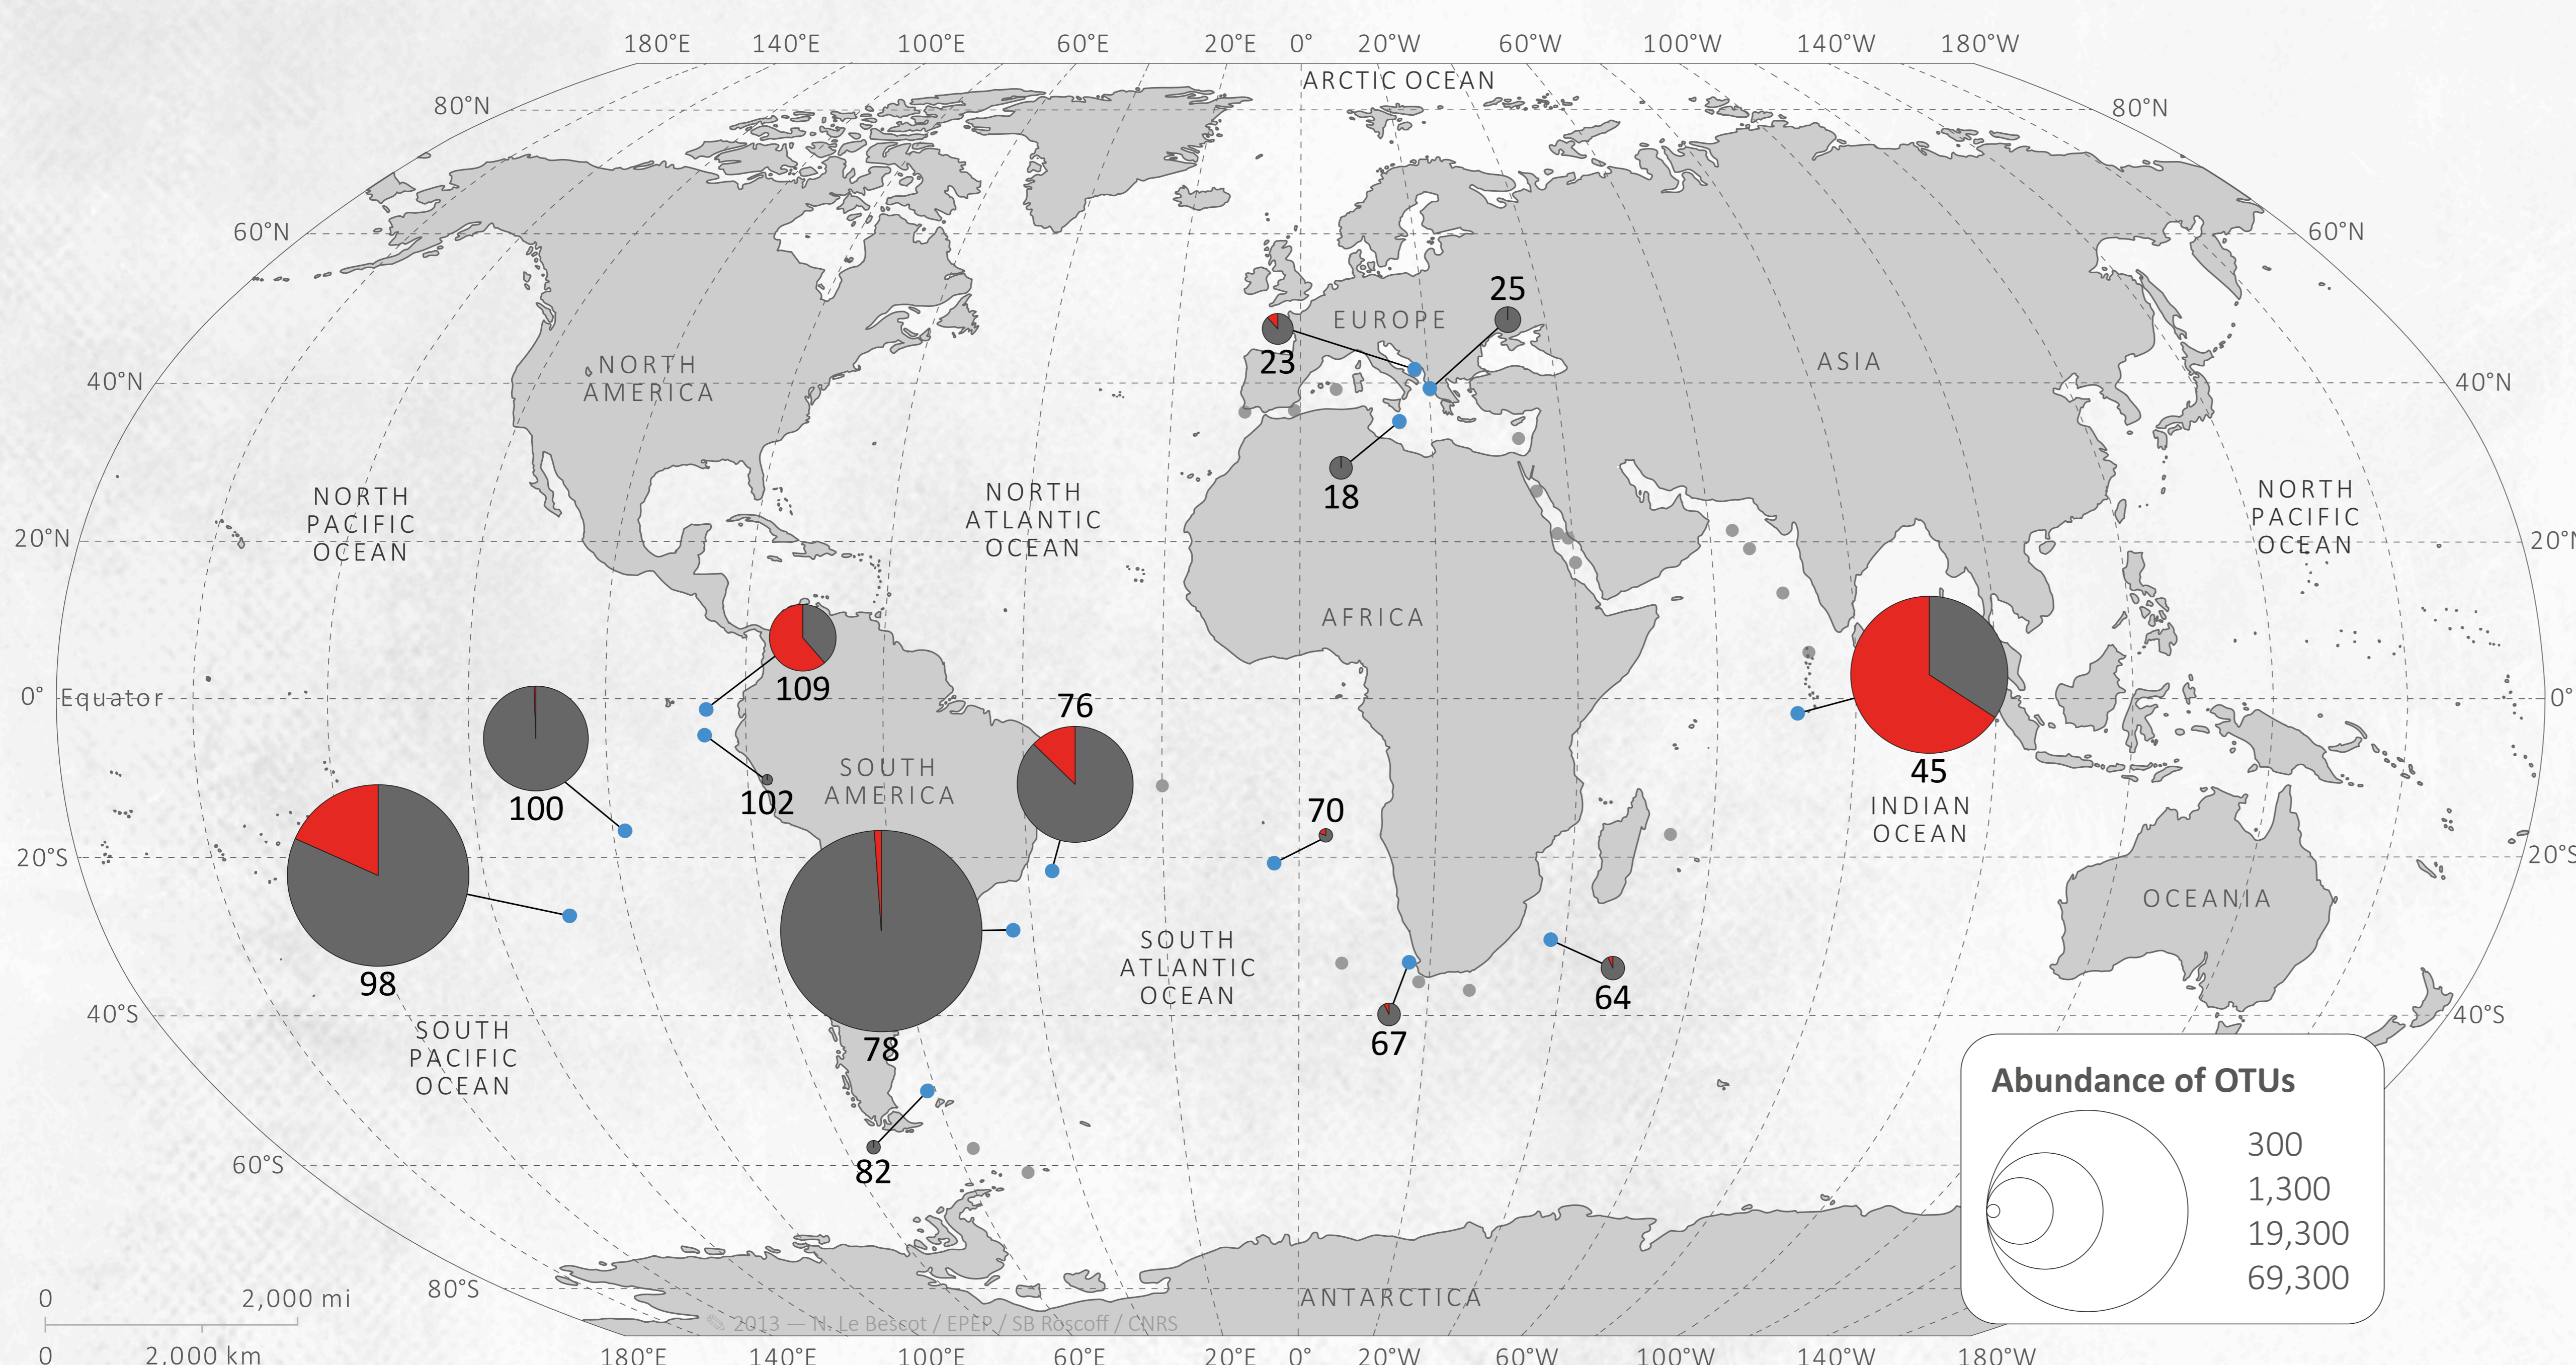 180°E 140°E 100°E 60°E 20°E 0° 20°W 60°W 100°W 140°W 180°W
ARCTIC OCEAN
80°N 80°N
60°N 60°N
25
EUROPE
23
NORTH
AMERICA
ASIA
40°N 40°N
18
NORTH
PACIFIC
OCEAN
NORTH
ATLANTIC
OCEAN
NORTH
PACIFIC
OCEAN
20°N 20°N
AFRICA
109
76
0° Equator 0°
100
102
SOUTH
AMERICA
70
45
INDIAN
OCEAN
20°S 20°S
OCEANIA
98
SOUTH
ATLANTIC
OCEAN
64
40°S 40°S
SOUTH
PACIFIC
OCEAN
78
67
82
60°S
Abundance of OTUs
300
1,300
19,300
69,300
80°S
ANTARCTICA
0 2,000 mi
2013 — N. Le Bescot / EPEP / SB Roscoff / CNRS
0 2,000 km
180°E 140°E 100°E 60°E 20°E 0° 20°W 60°W 100°W 140°W 180°W